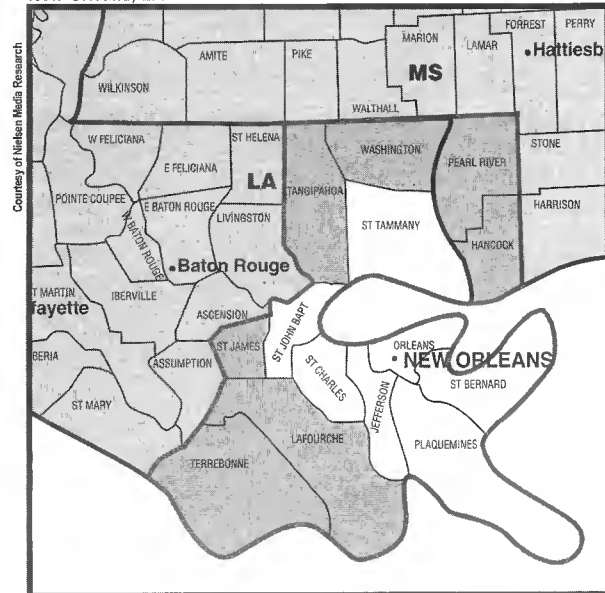 Courtesy of Nielsen Media Research
FORREST
PERRY
MARION
LAMAR
•Hattiesb
AMITE
PIKE
MS
WILKINSON
WALTHALL
ST HELENA
W FELICIANA
WASHINGTON
STONE
E FELICIANA
PEARL RIVER
LA
TANGIPAHOA
POINTE COUPEE
E BATON ROUGE
LIVINGSTON
HARRISON
W BATON ROUGE
ST TAMMANY
HANCOCK
•Baton Rouge
T MARTIN
IBERVILLE
fayette
ASCENSION
ST JOHN BAPT
BERIA
ASSUMPTION
ST JAMES
ORLEANS
• NEW ORLEANS
ST CHARLES
ST BERNARD
ST MARY
JEFFERSON
LAFOURCHE
PLAQUEMINES
TERREBONNE